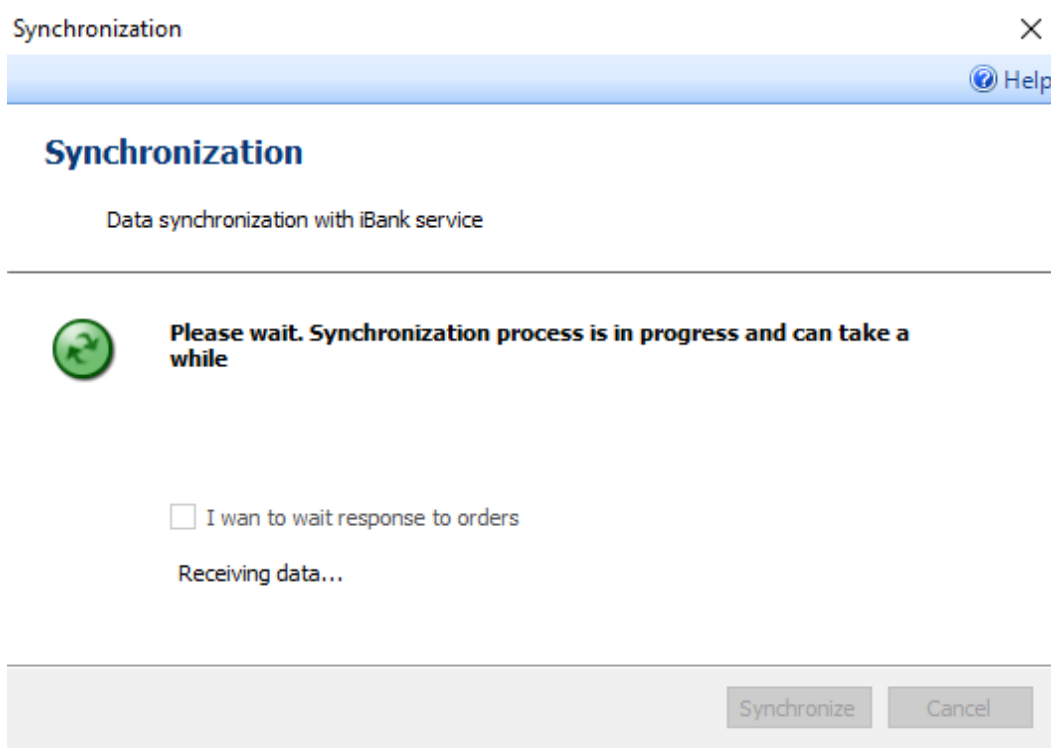 Synchronization
Help
Synchronization
Data synchronization with iBank service
Please wait. Synchronization process is in progress and can take a
while
I wan to wait response to orders
Receiving data...
Synchronize Cancel